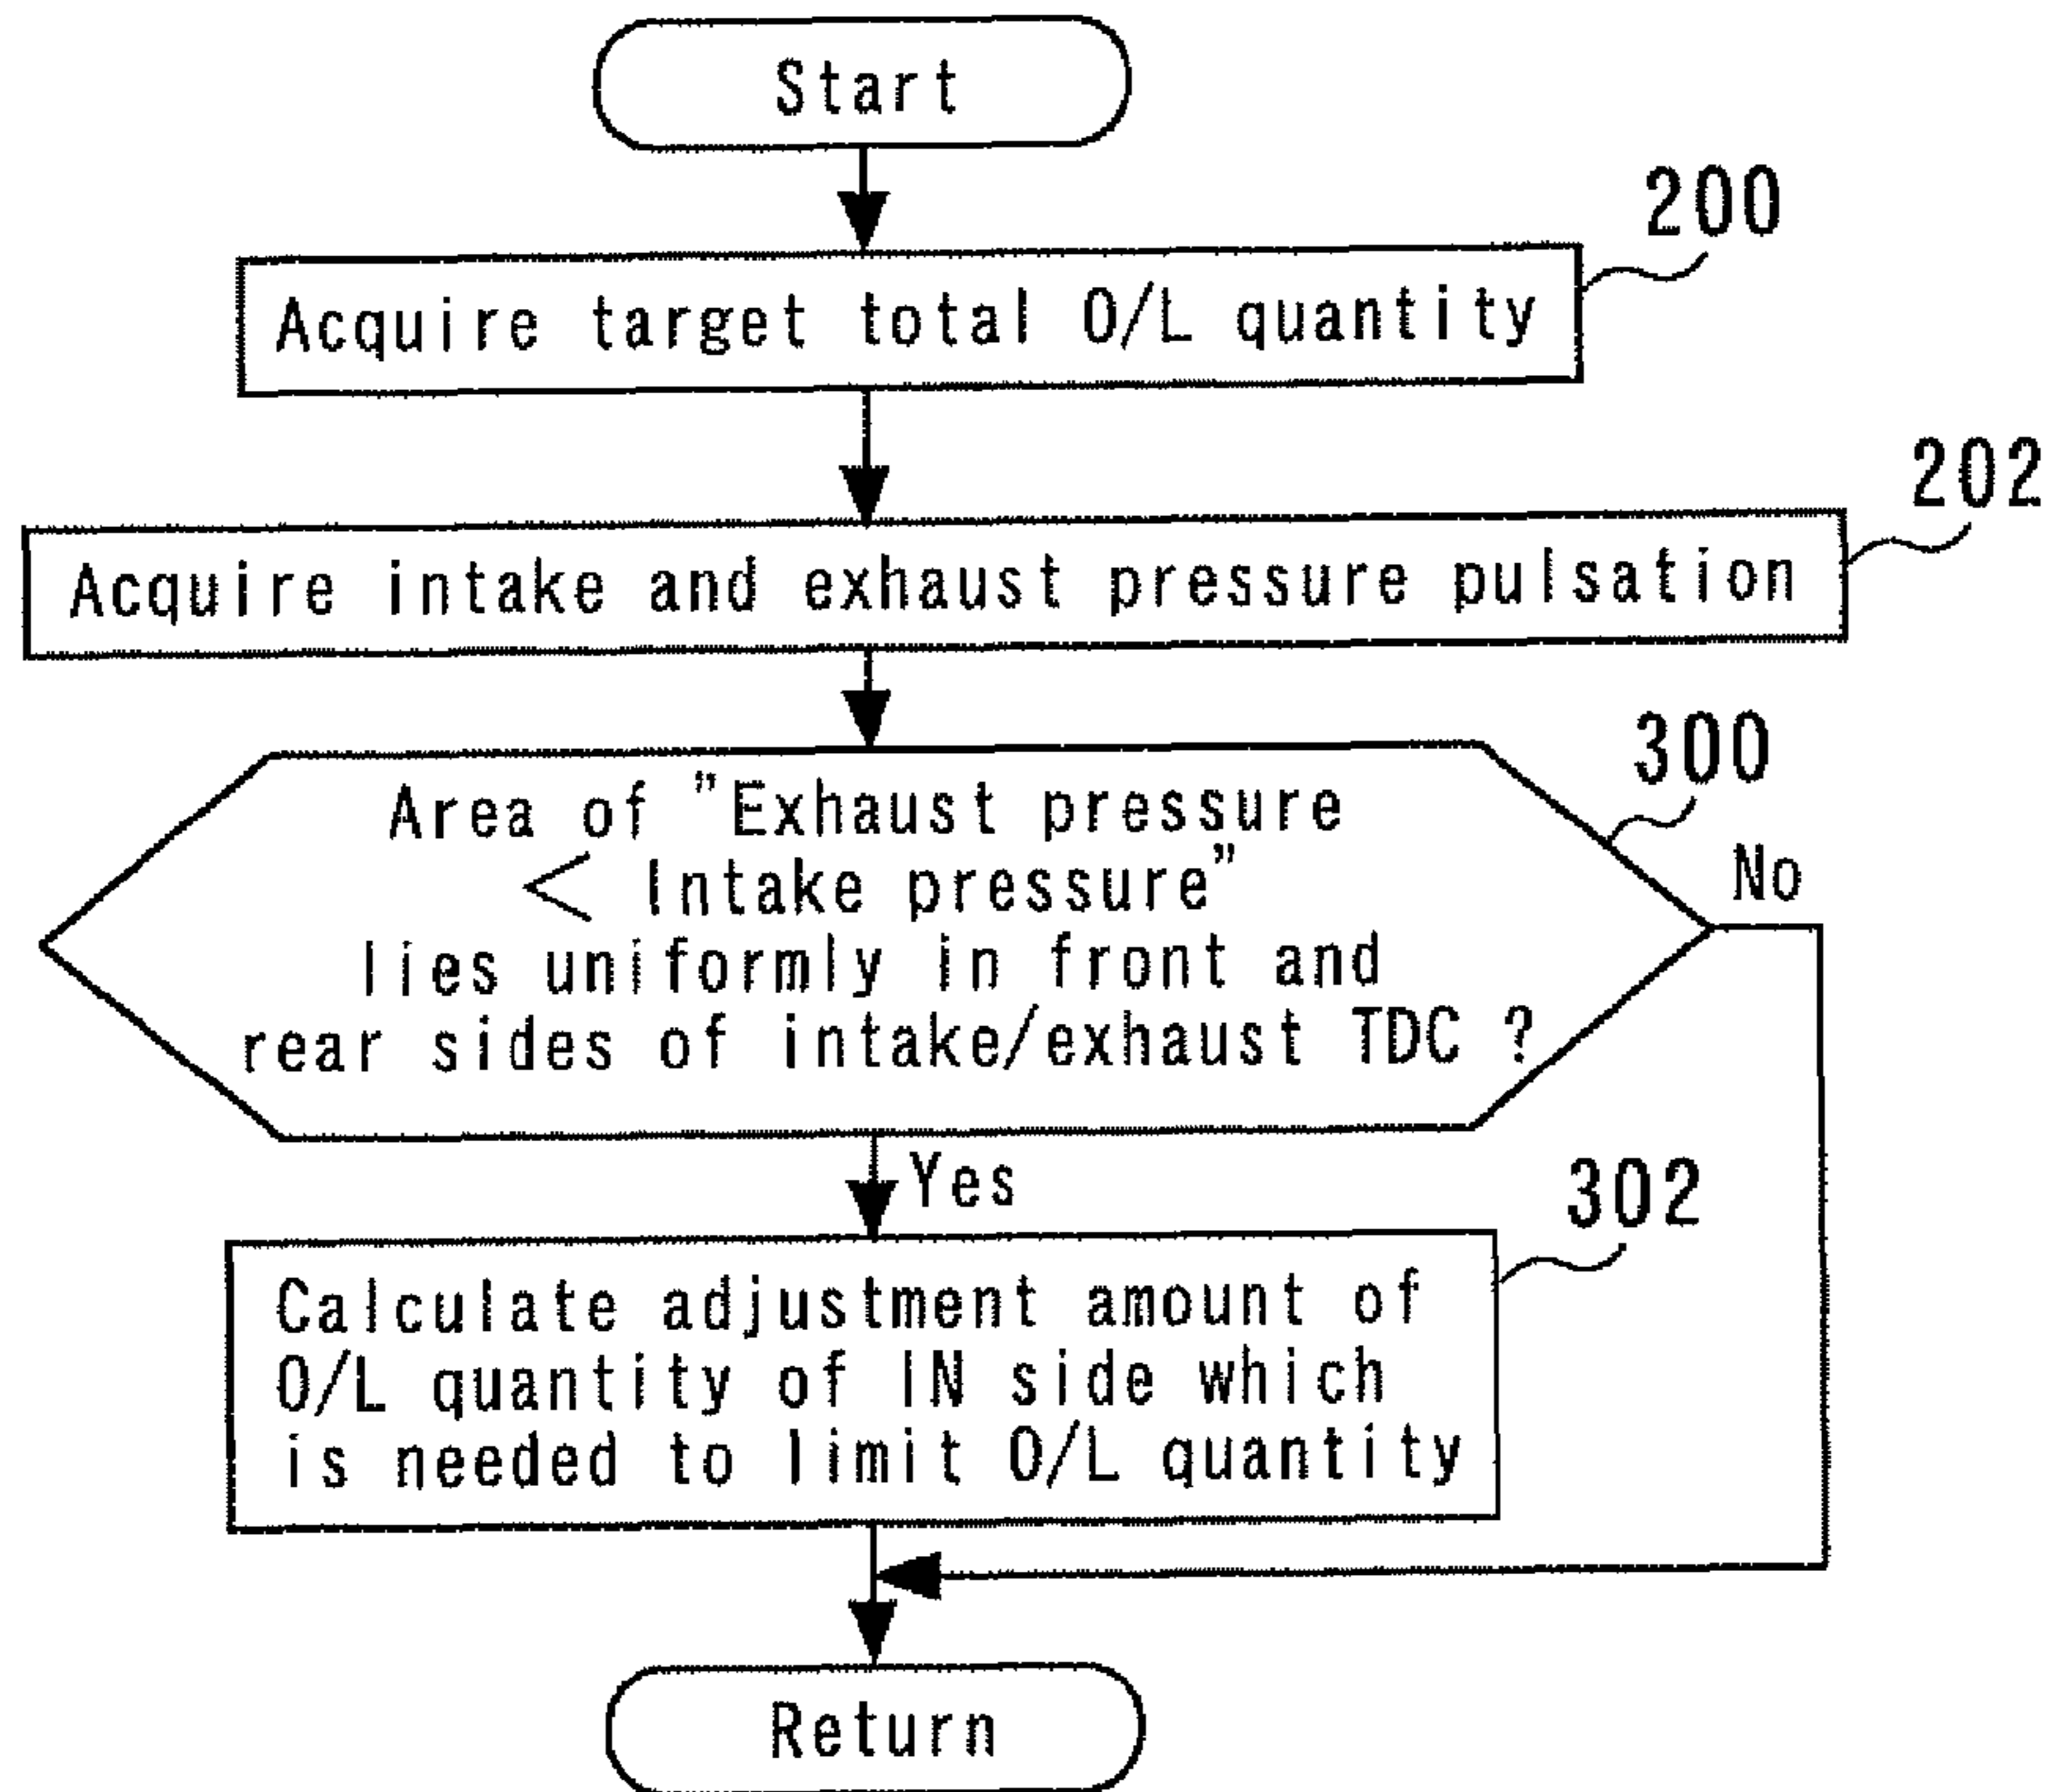 Start
200
Acquire target total O/L quantity
202
Acquire intake and exhaust pressure pulsation
300
Area of "Exhaust pressure
< Intake pressure"
lies uniformly in front and
rear sides of intake/exhaust TDC ?
No
Yes
302
Calculate adjustment amount of
O/L quantity of IN side which
is needed to limit O/L quantity
Return